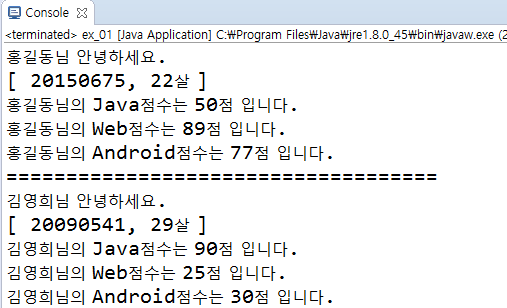 Console
<terminated> ex_01 [Java Application] C:₩Program Files₩Java₩jre1.8.0_45₩bin₩javaw.exe (2
홍길동님 안녕하세요.
[ 20150675, 22살 ]
홍길동님의 Java점수는 50점 입니다.
홍길동님의 Web점수는 89점 입니다.
홍길동님의 Android점수는 77점 입니다.
=====================================
김영희님 안녕하세요.
[ 20090541, 29살 ]
김영희님의 Java점수는 90점 입니다.
김영희님의 Web점수는 25점 입니다.
김영희님의 Android점수는 30점 입니다.